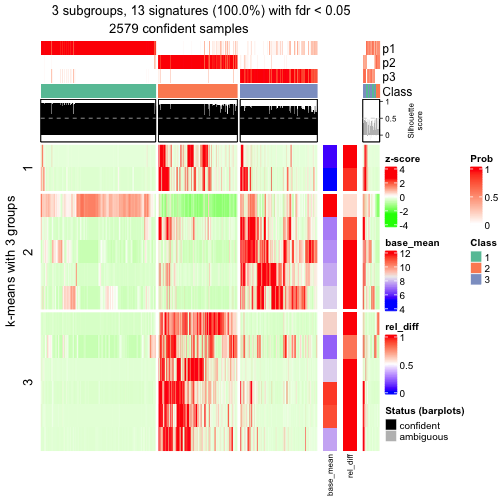 3 subgroups, 13 signatures (100.0%) with fdr < 0.05
2579 confident samples
p1
p2
p3
Class
1
0.5
0
Silhouette
score
k-means with 3 groups
1
2
3
base_mean
rel_diff
z-score
4
2
0
-2
-4
base_mean
12
10
8
6
4
rel_diff
1
0.5
0
Status (barplots)
confident
ambiguous
Prob
1
0.5
0
Class
1
2
3